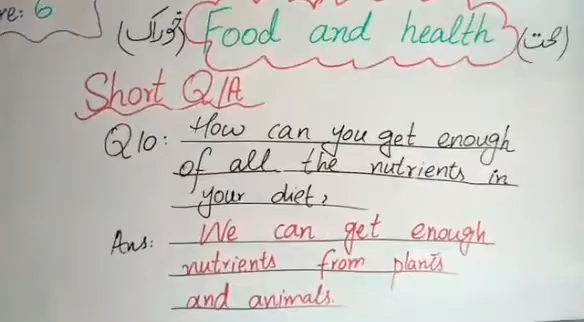 re: 6
(خوراک) Food and health (صحت)
Short Q/A
Q10: How can you get enough
of all the nutrients in
your diet,
Ans: We can get enough
nutrients from plants
and animals.